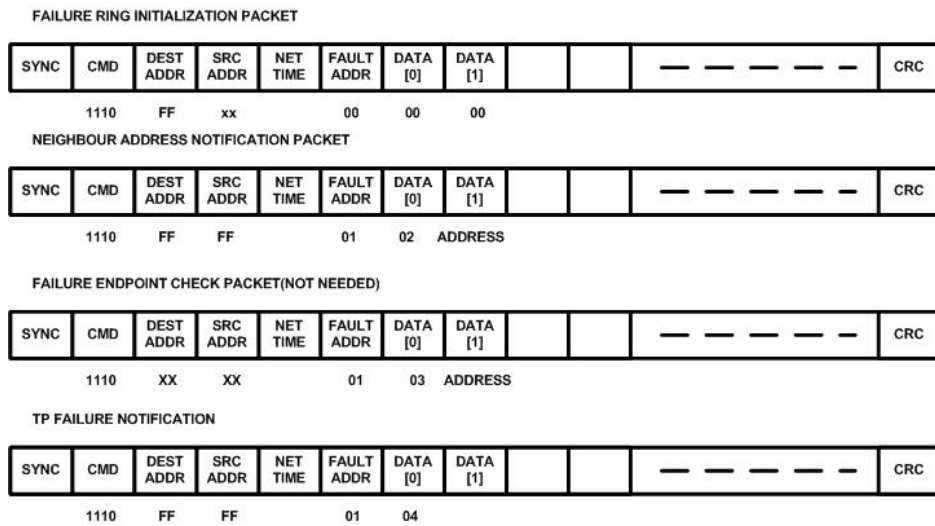 FAILURE RING INITIALIZATION PACKET
SYNC CMD DEST ADDR SRC ADDR NET TIME FAULT ADDR DATA [0] DATA [1] CRC
1110 FF xx 00 00 00
NEIGHBOUR ADDRESS NOTIFICATION PACKET
SYNC CMD DEST ADDR SRC ADDR NET TIME FAULT ADDR DATA [0] DATA [1] CRC
1110 FF FF 01 02 ADDRESS
FAILURE ENDPOINT CHECK PACKET(NOT NEEDED)
SYNC CMD DEST ADDR SRC ADDR NET TIME FAULT ADDR DATA [0] DATA [1] CRC
1110 XX XX 01 03 ADDRESS
TP FAILURE NOTIFICATION
SYNC CMD DEST ADDR SRC ADDR NET TIME FAULT ADDR DATA [0] DATA [1] CRC
1110 FF FF 01 04